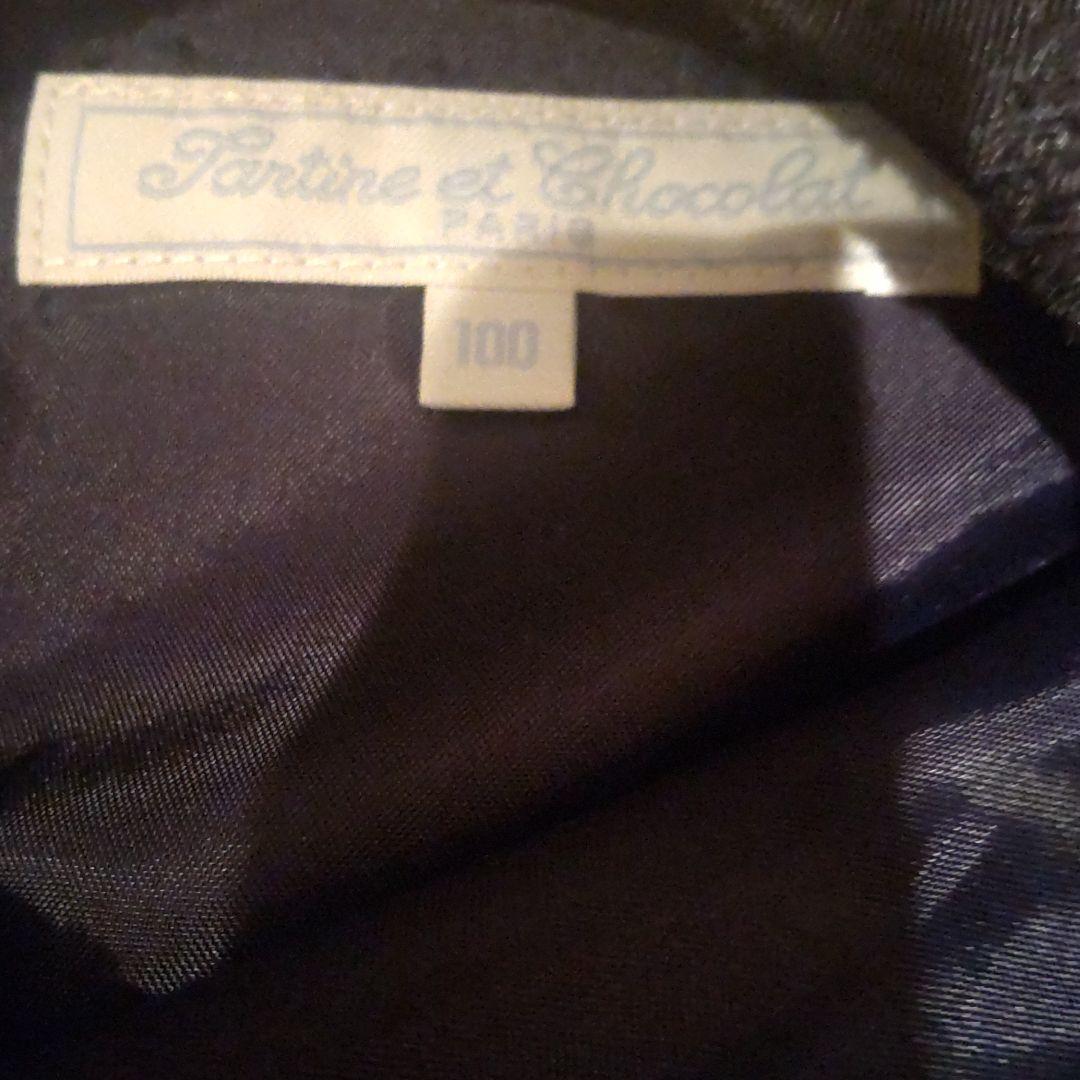 Tartine et Chocolat
PARIS
100